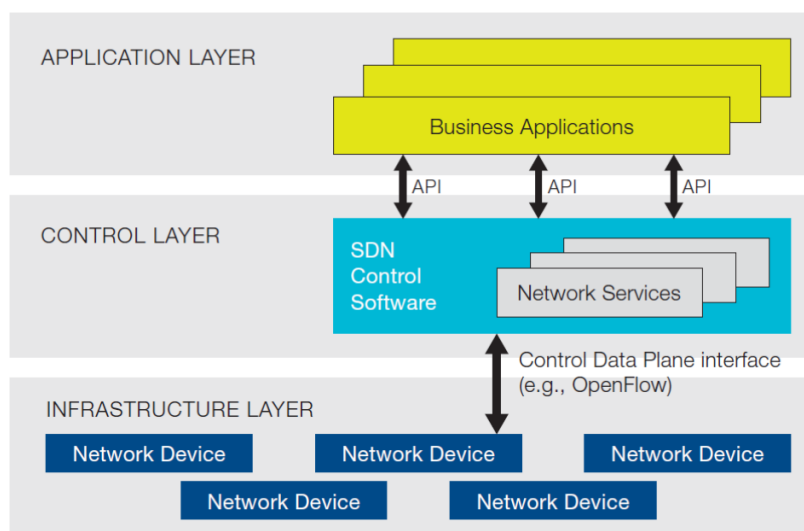 APPLICATION LAYER
Business Applications
API
API
API
CONTROL LAYER
SDN
Control
Software
Network Services
Control Data Plane interface
(e.g., OpenFlow)
INFRASTRUCTURE LAYER
Network Device
Network Device
Network Device
Network Device
Network Device